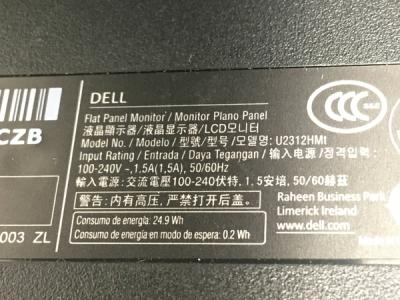 CZB
DELL
Flat Panel Monitor / Monitor Plano Panel
液晶顯示器/液晶显示器/LCD모니터
Model No. / Modelo / 型號/型号/모델명: U2312HMt
Input Rating / Entrada / Daya Tegangan / 输入电源 /정격입력 :
100-240V ~,1.5A(1,5A), 50/60Hz
輸入電源: 交流電壓100-240伏特, 1.5安培, 50/60赫茲
警告: 内有高压, 严禁打开后盖。
Consumo de energía: 24.9 Wh
Consumo de energía en modo de espera: 0.2 Wh
003 ZL
Raheen Business Park
Limerick Ireland
www.dell.com